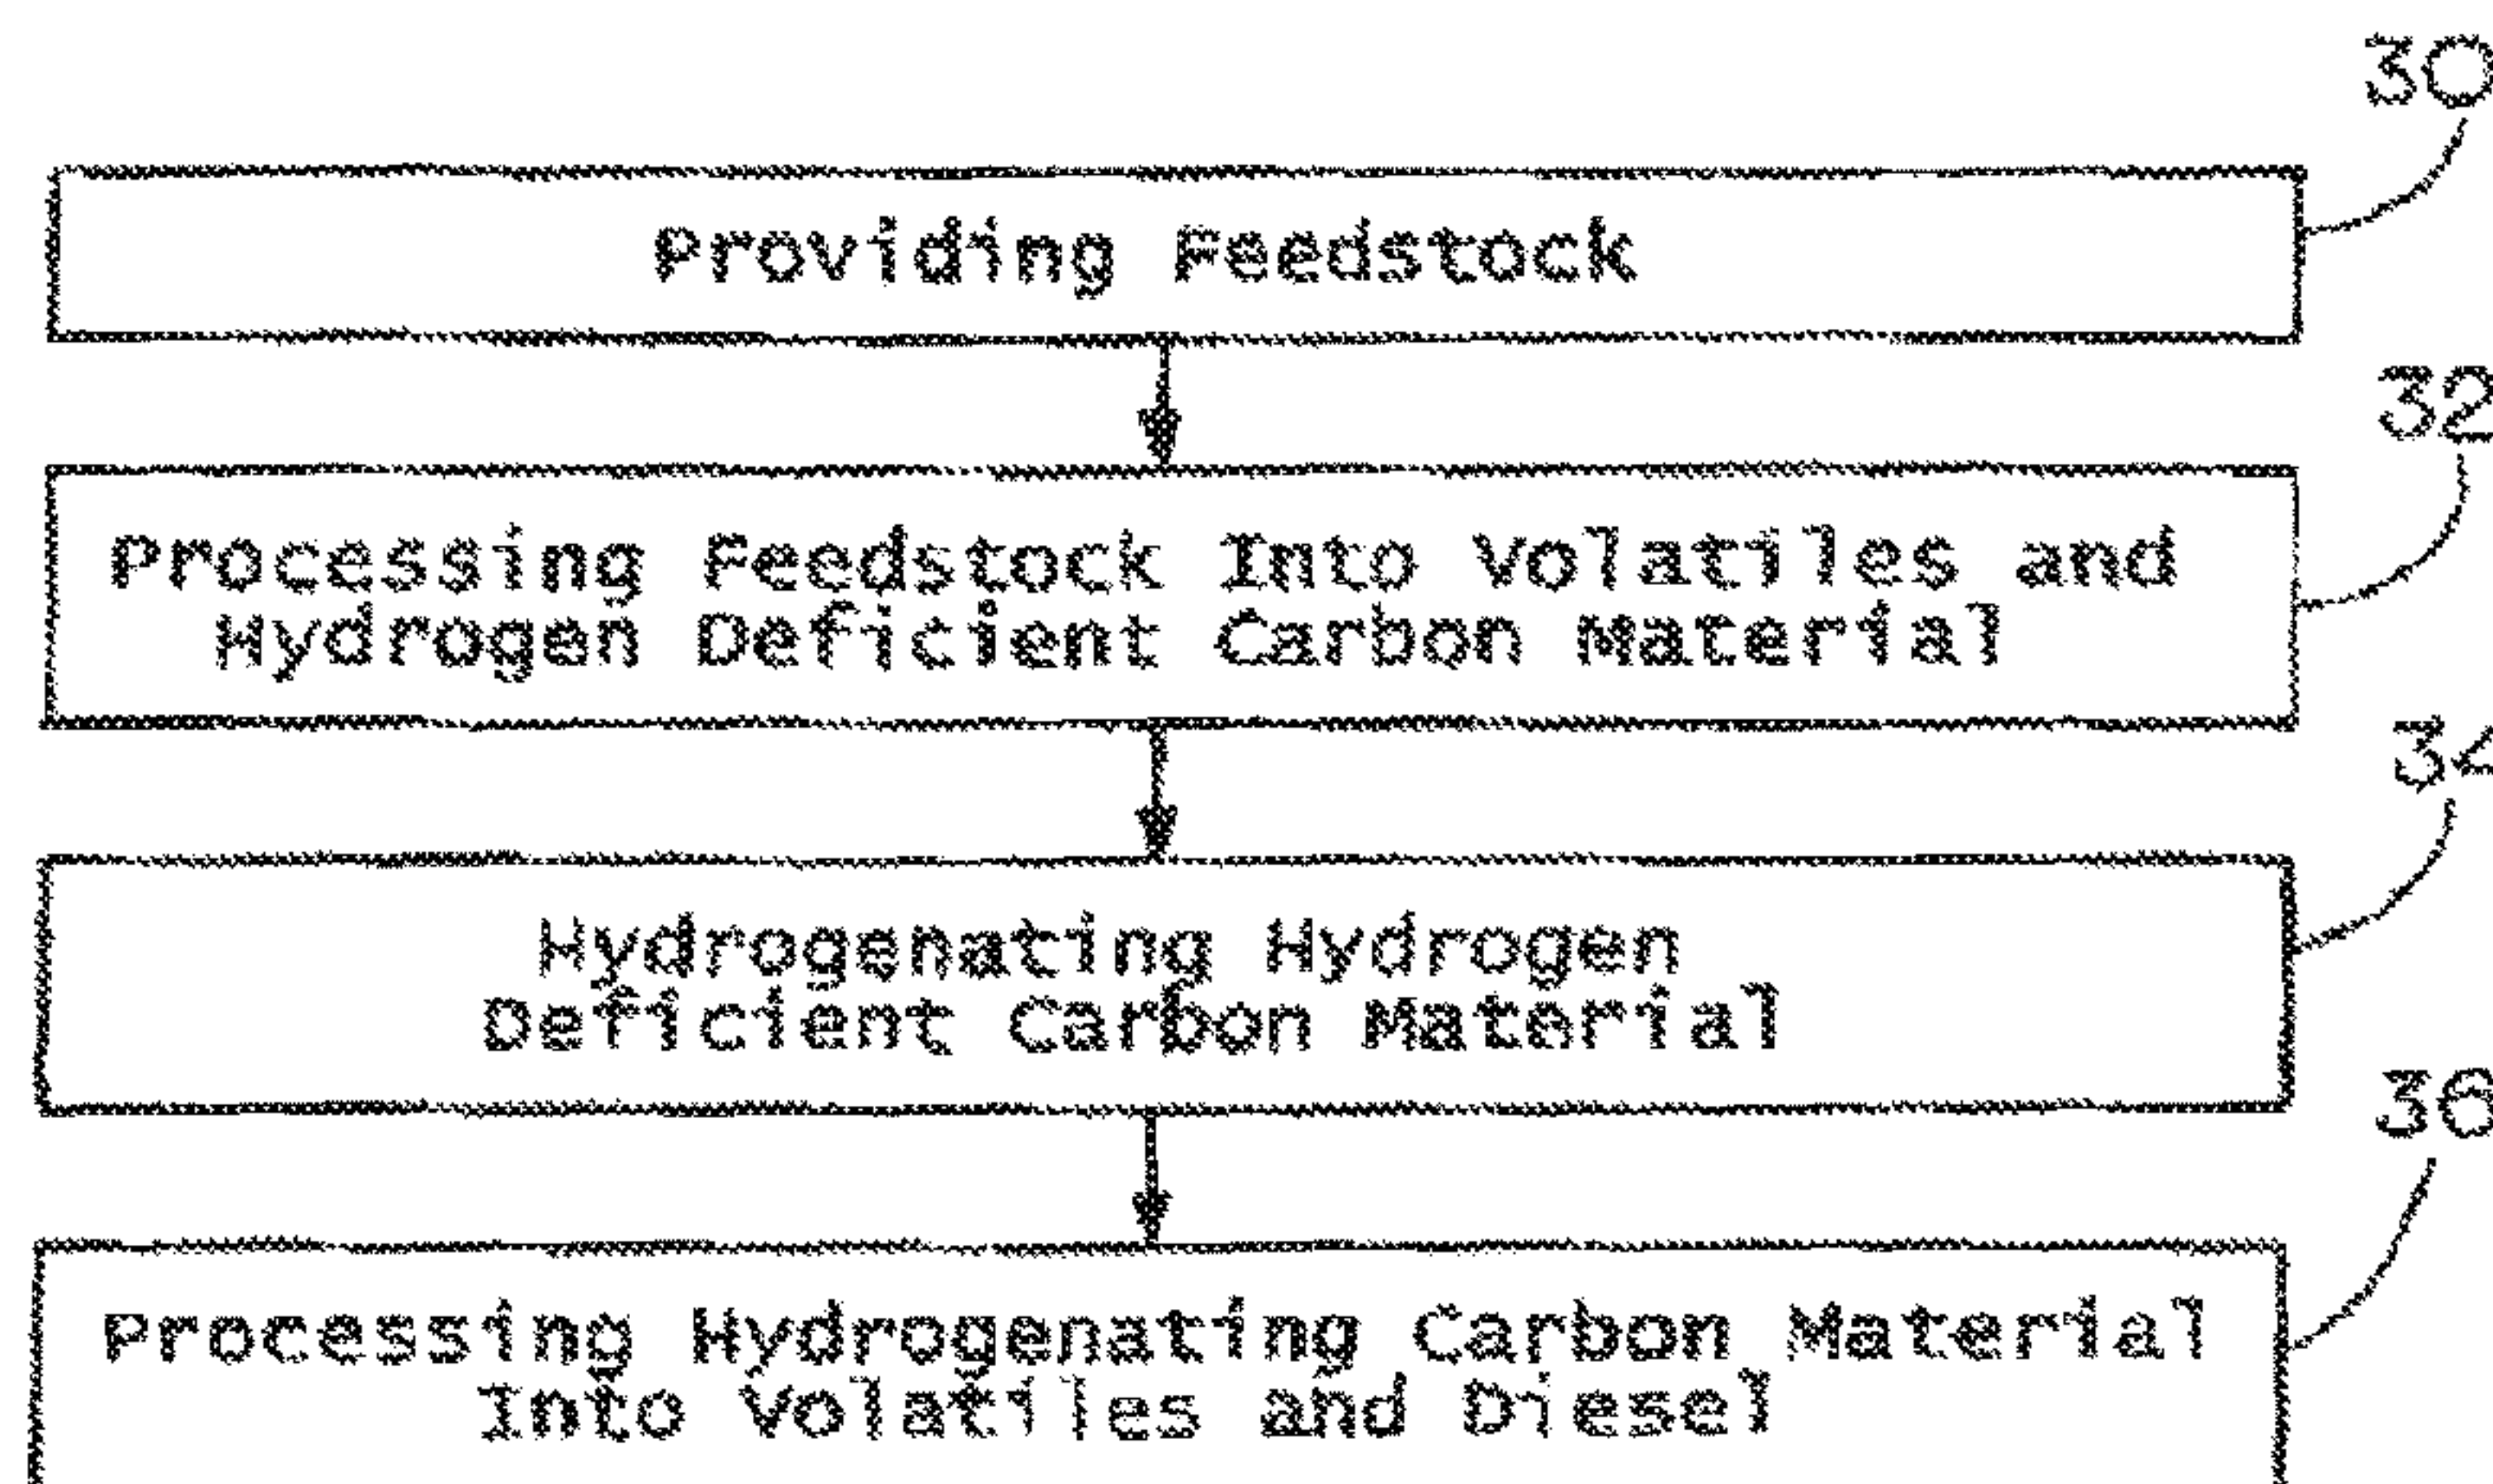 30
Providing Feedstock
32
Processing Feedstock Into Volatiles and
Hydrogen Deficient Carbon Material
34
Hydrogenating Hydrogen
Deficient Carbon Material
36
Processing Hydrogenating Carbon Material
Into Volatiles and Diesel